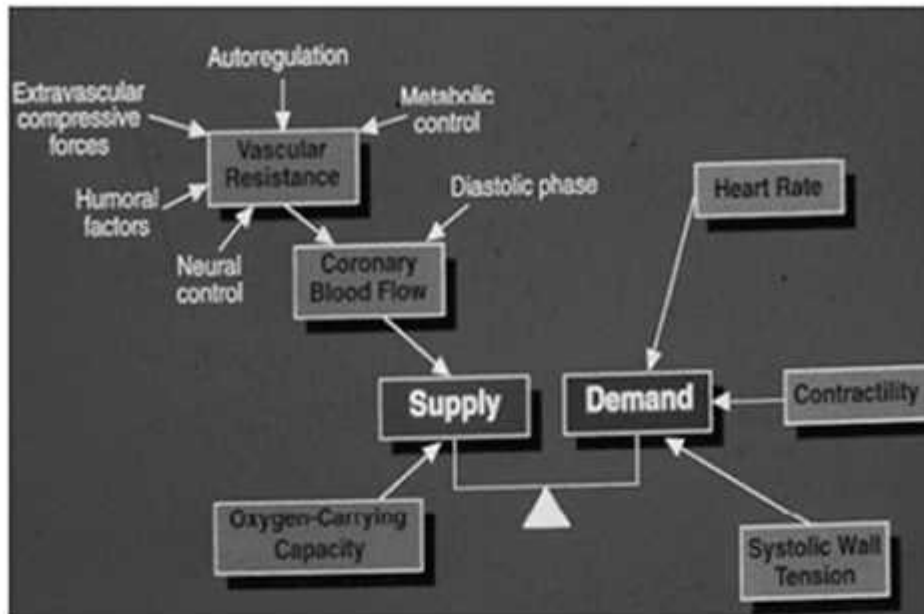 Autoregulation
Extravascular
compressive
forces
Metabolic
control
Vascular
Resistance
Humoral
factors
Neural
control
Diastolic phase
Coronary
Blood Flow
Heart Rate
Supply
Demand
Contractility
Oxygen-Carrying
Capacity
Systolic Wall
Tension